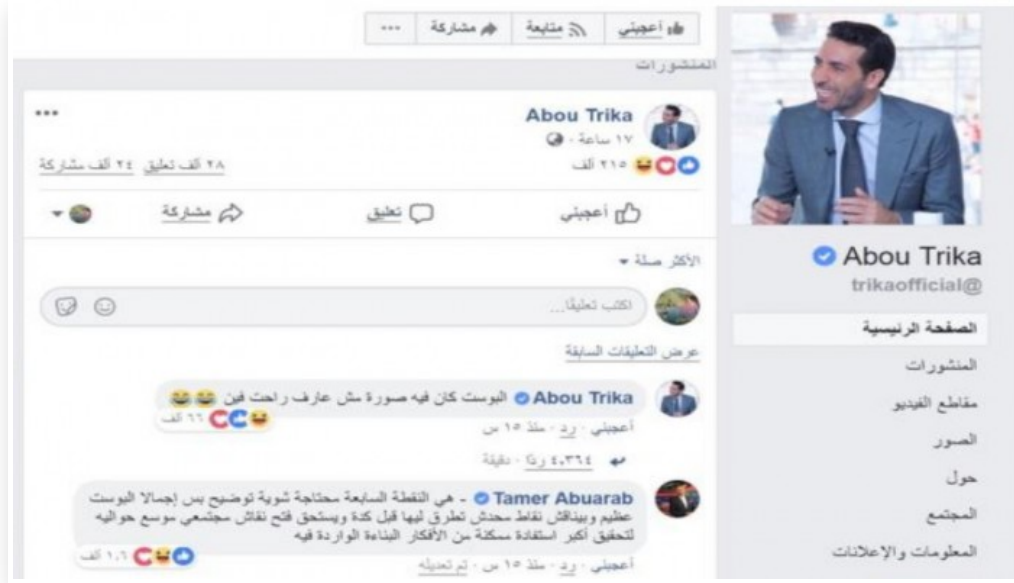 أعجبني متابعة مشاركة ...
المنشورات
Abou Trika
١٧ ساعة ·
٢١٥ ألف
٢٨ ألف تعليق ٢٤ ألف مشاركة
أعجبني تعليق مشاركة
الأكثر صلة
اكتب تعليقًا...
عرض التعليقات السابقة
Abou Trika البوست كان فيه صورة مش عارف راحت فين 😂😂
٦٦ ألف
أعجبني · رد · منذ ١٥ س
٤،٣٦٤ ردًا · دقيقة
Tamer Abuarab - هي النقطة السابعة محتاجة شوية توضيح بس إجمالا البوست
عظيم وبيناقش نقاط محدش تطرق ليها قبل كدة ويستحق فتح نقاش مجتمعي موسع حواليه
لتحقيق أكبر استفادة ممكنة من الأفكار البناءة الواردة فيه
١،٦ ألف
أعجبني · رد · منذ ١٥ س · تم تعديله
Abou Trika
@trikaofficial
الصفحة الرئيسية
المنشورات
مقاطع الفيديو
الصور
حول
المجتمع
المعلومات والإعلانات